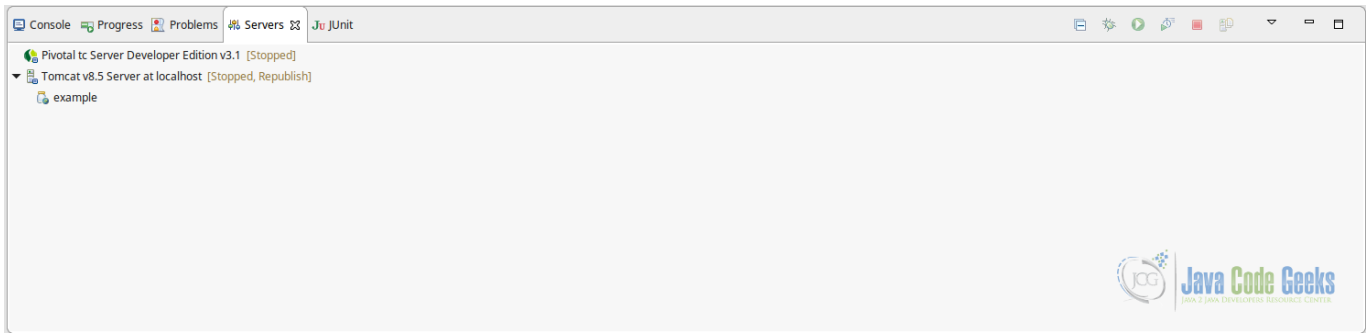 Console Progress Problems Servers JUnit
Pivotal tc Server Developer Edition v3.1 [Stopped]
Tomcat v8.5 Server at localhost [Stopped, Republish]
example
JCG Java Code Geeks
JAVA 2 JAVA DEVELOPERS RESOURCE CENTER